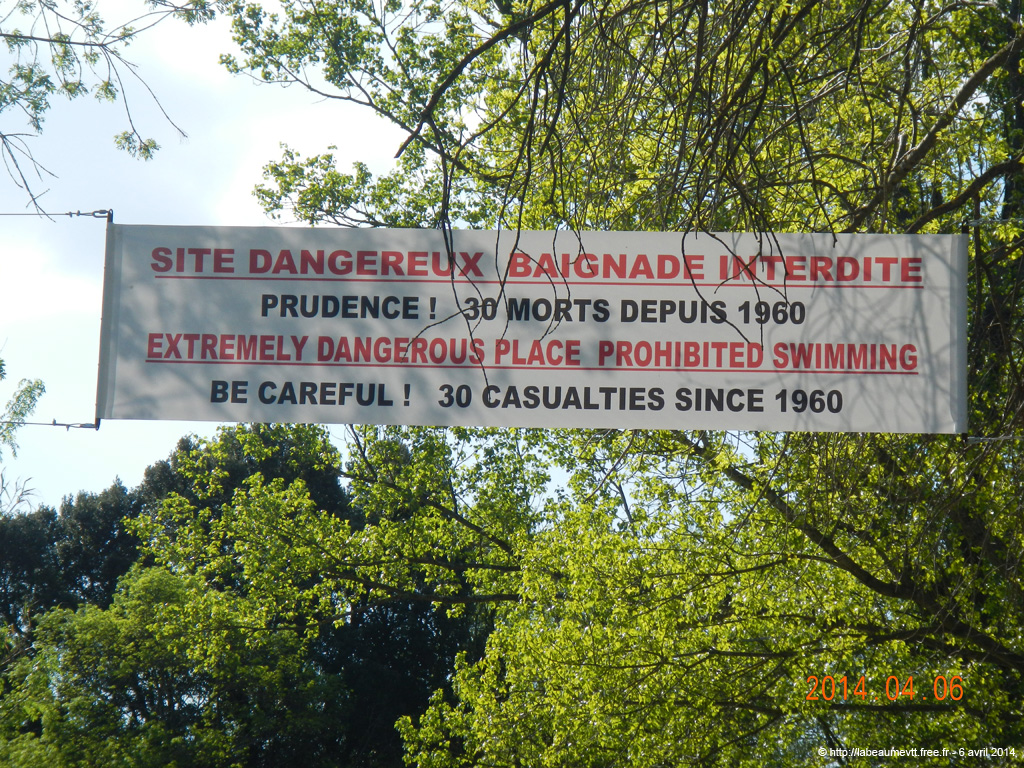 SITE DANGEREUX BAIGNADE INTERDITE
PRUDENCE ! 30 MORTS DEPUIS 1960
EXTREMELY DANGEROUS PLACE PROHIBITED SWIMMING
BE CAREFUL ! 30 CASUALTIES SINCE 1960
2014 04 06
© http://labeaumevtt.free.fr - 6 avril 2014